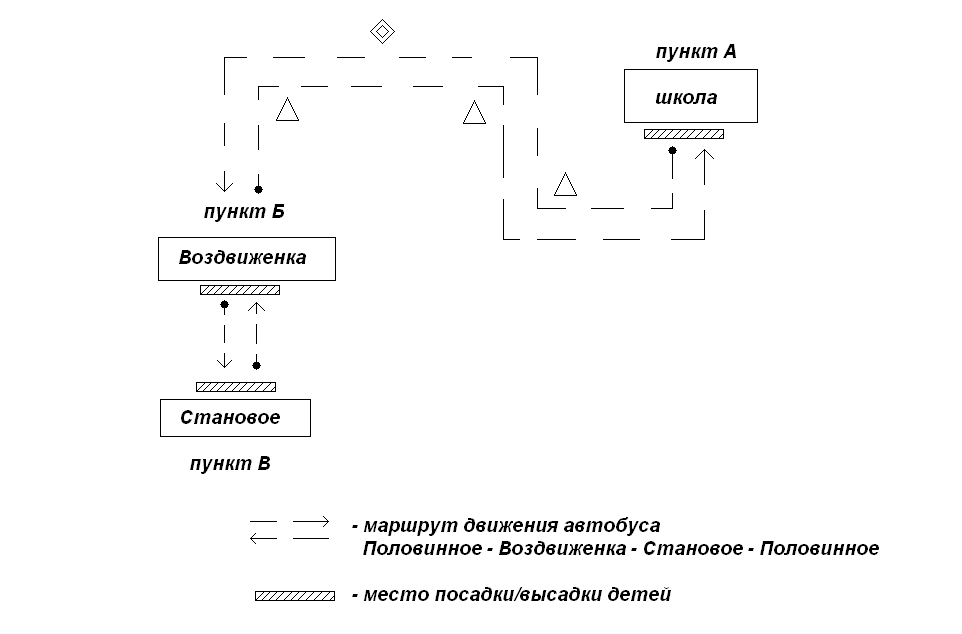 пункт А
школа
пункт Б
Воздвиженка
Становое
пункт В
- маршрут движения автобуса
Половинное - Воздвиженка - Становое - Половинное
- место посадки/высадки детей